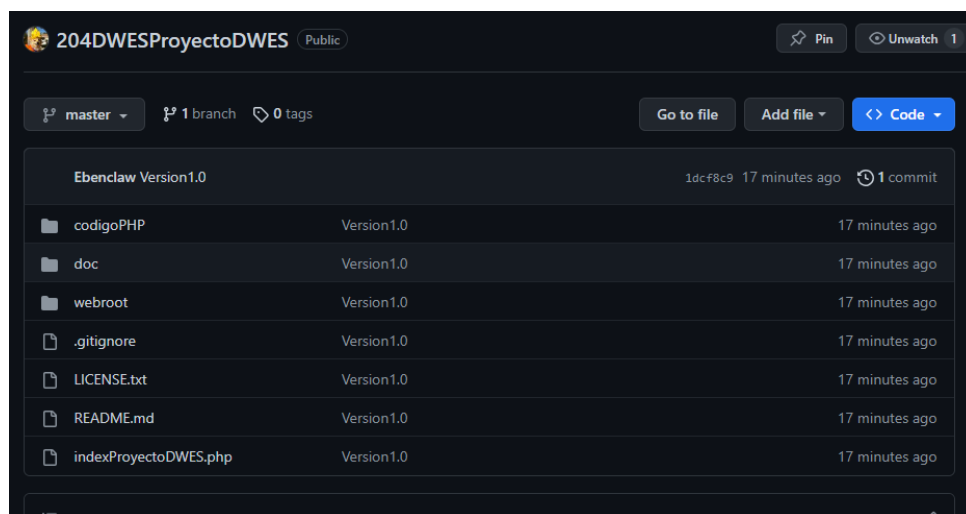 204DWESProyectoDWES Public Pin Unwatch 1
master 1 branch 0 tags Go to file Add file <> Code
Ebenclaw Version1.0 1dcf8c9 17 minutes ago 1 commit
codigoPHP Version1.0 17 minutes ago
doc Version1.0 17 minutes ago
webroot Version1.0 17 minutes ago
.gitignore Version1.0 17 minutes ago
LICENSE.txt Version1.0 17 minutes ago
README.md Version1.0 17 minutes ago
indexProyectoDWES.php Version1.0 17 minutes ago